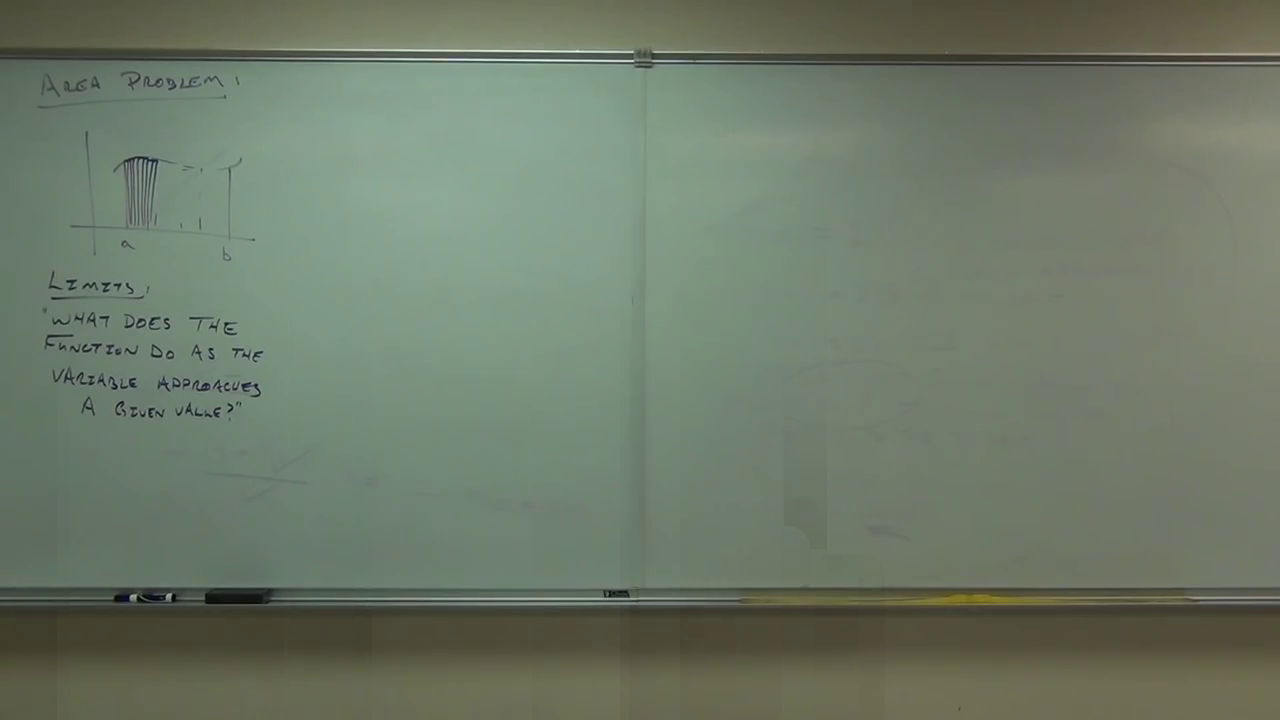 AREA PROBLEM:
a
b
LIMITS:
"WHAT DOES THE
FUNCTION DO AS THE
VARIABLE APPROACHES
A GIVEN VALUE?"